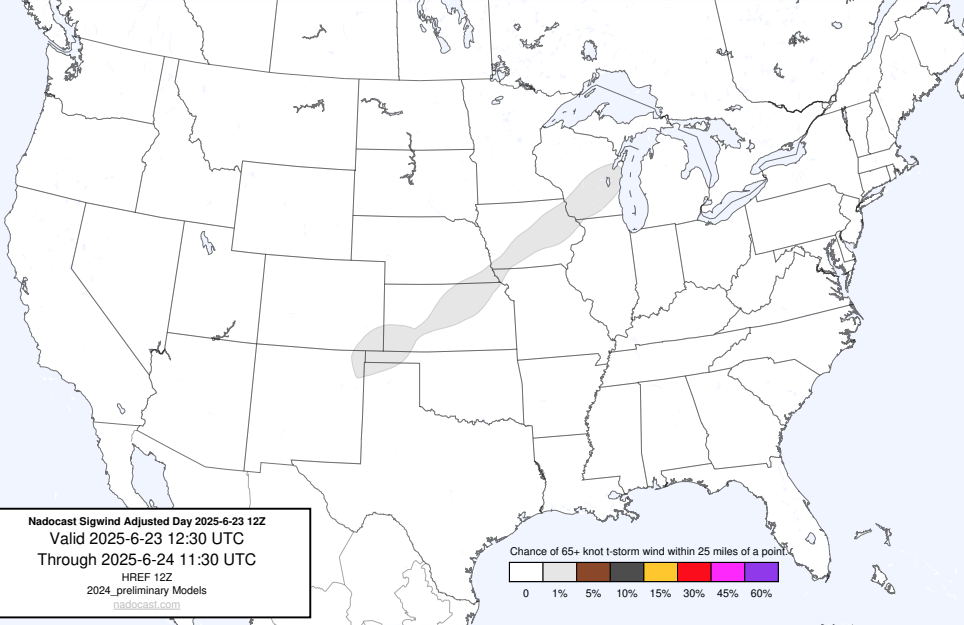 Nadocast Sigwind Adjusted Day 2025-6-23 12Z
Valid 2025-6-23 12:30 UTC
Through 2025-6-24 11:30 UTC
HREF 12Z
2024_preliminary Models
nadocast.com
Chance of 65+ knot t-storm wind within 25 miles of a point.
0 1% 5% 10% 15% 30% 45% 60%